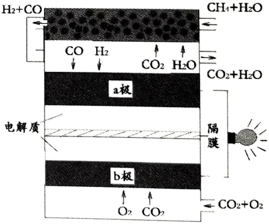 H₂+CO
CH₄+H₂O
CO H₂ CO₂ H₂O
CO₂+H₂O
a极
电解质
隔膜
b极
O₂ CO₂
CO₂+O₂